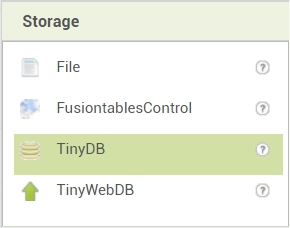 Storage
File ?
FusiontablesControl ?
TinyDB ?
TinyWebDB ?